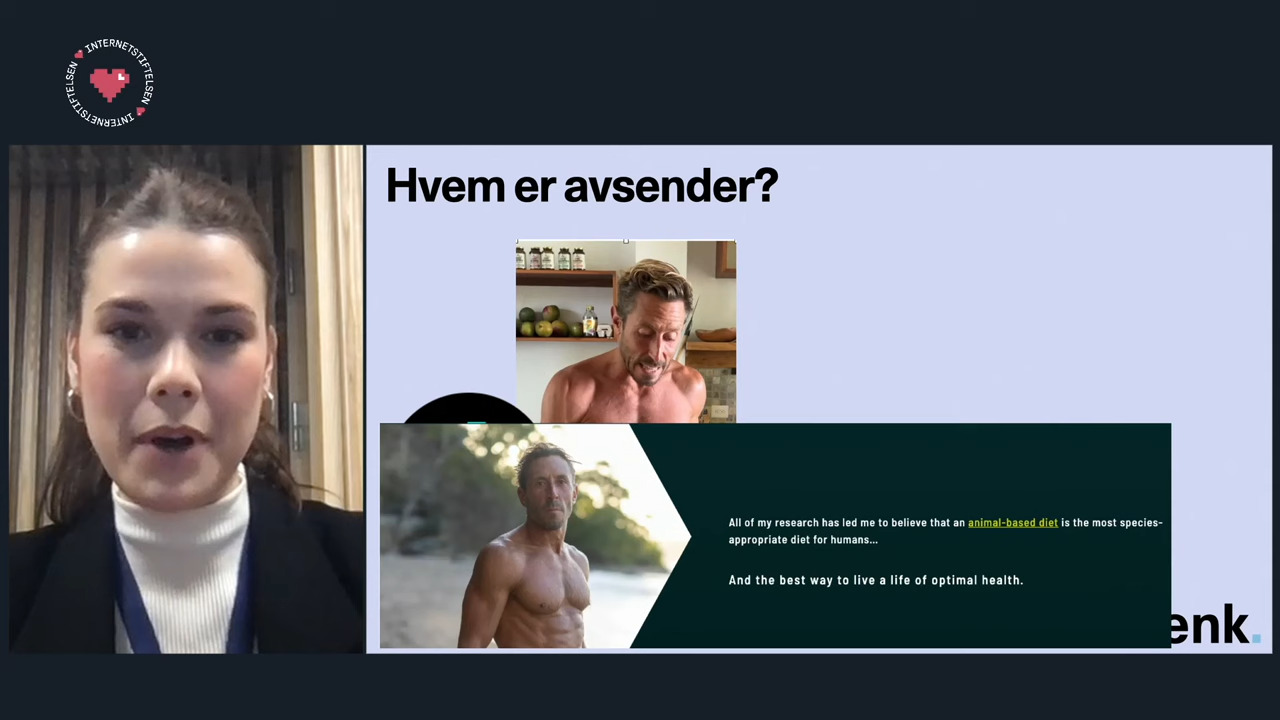 INTERNETSTIFTELSEN
INTERNETSTIFTELSEN
Hvem er avsender?
All of my research has led me to believe that an animal-based diet is the most species-
appropriate diet for humans...
And the best way to live a life of optimal health.
enk.